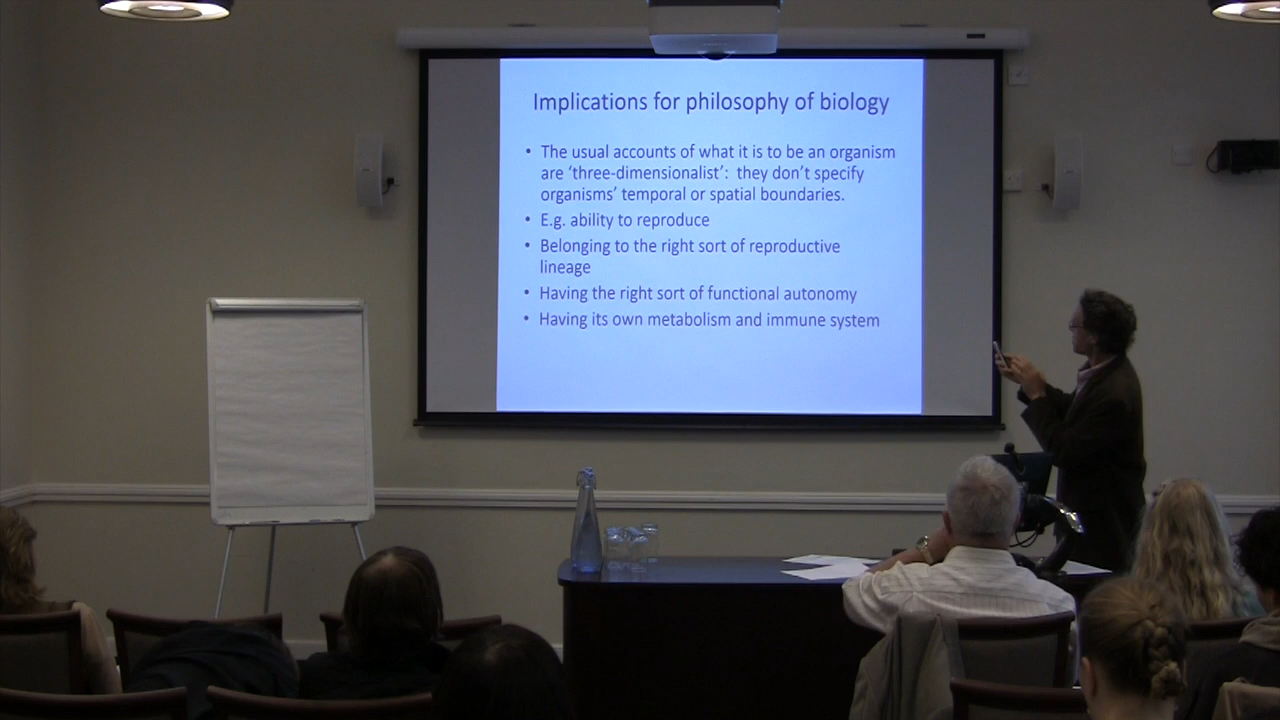 Implications for philosophy of biology
• The usual accounts of what it is to be an organism
are ‘three-dimensionalist’: they don’t specify
organisms’ temporal or spatial boundaries.
• E.g. ability to reproduce
• Belonging to the right sort of reproductive
lineage
• Having the right sort of functional autonomy
• Having its own metabolism and immune system